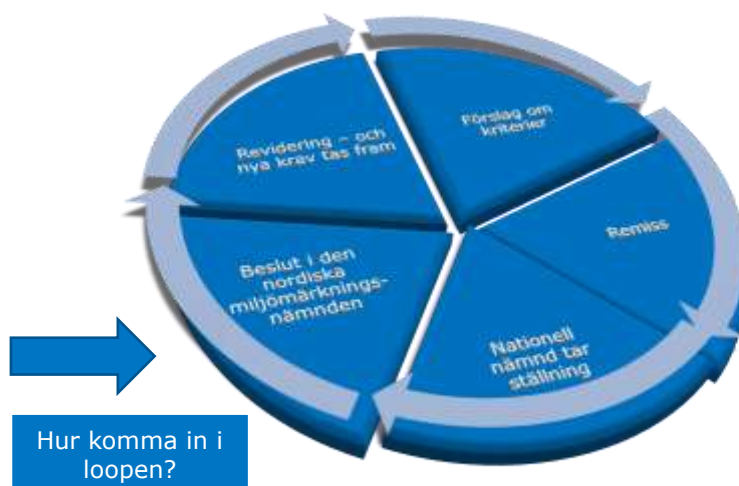 Revidering – och
nya krev tas fram
Förslag om
kriterier
Remiss
Nationell
nämnd tar
ställning
Beslut i den
nordiska
miljömärknings-
nämnden
Hur komma in i
loopen?